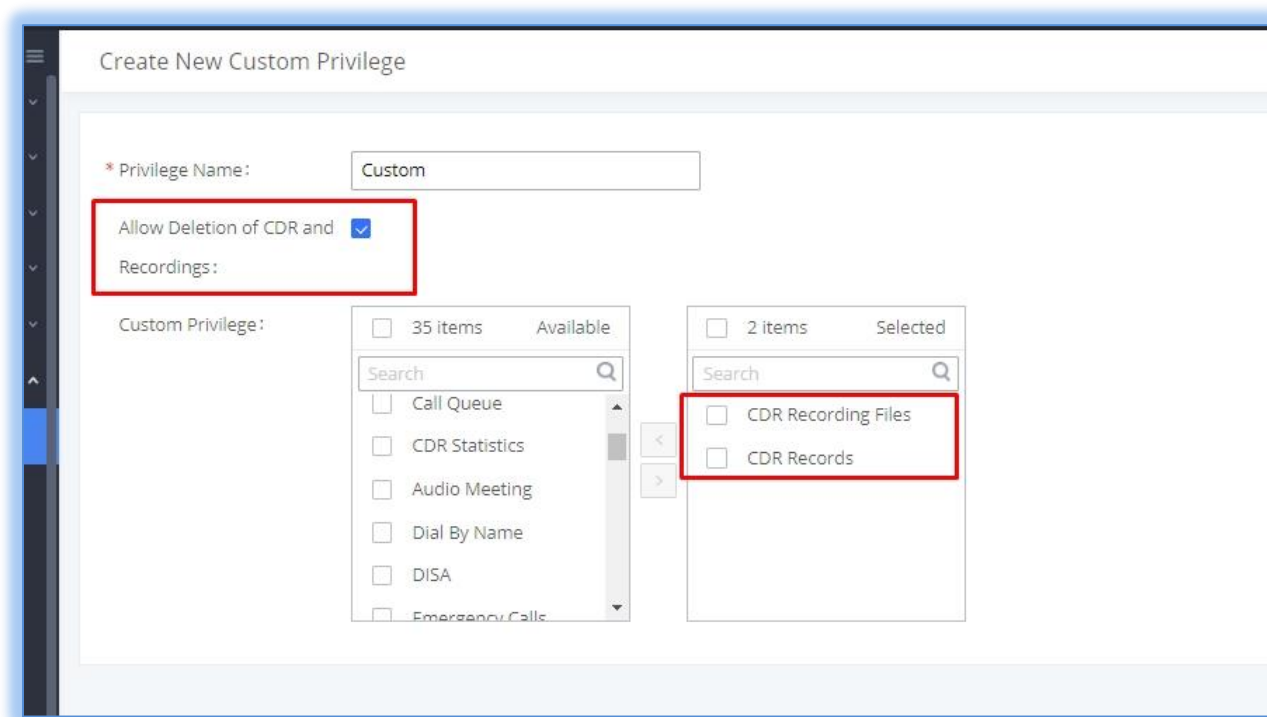 Create New Custom Privilege
* Privilege Name:
Custom
Allow Deletion of CDR and
Recordings:
Custom Privilege:
35 items Available
Search
Call Queue
CDR Statistics
Audio Meeting
Dial By Name
DISA
Emergency Calls
2 items Selected
Search
CDR Recording Files
CDR Records